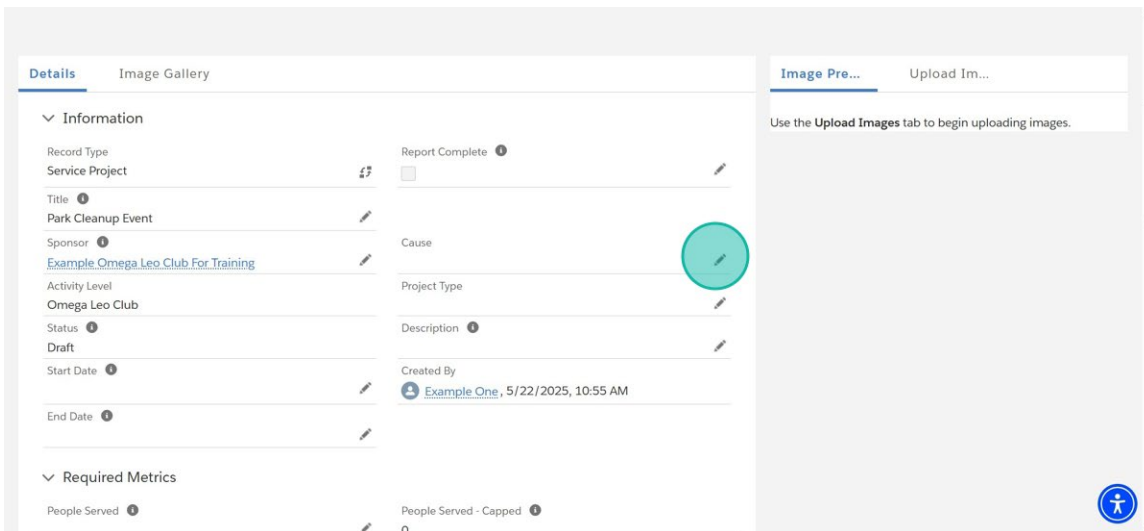 Details Image Gallery
Image Pre... Upload Im...
Information
Use the Upload Images tab to begin uploading images.
Record Type
Service Project
Report Complete
Title
Park Cleanup Event
Sponsor
Example Omega Leo Club For Training
Cause
Activity Level
Omega Leo Club
Project Type
Status
Draft
Description
Start Date
Created By
Example One, 5/22/2025, 10:55 AM
End Date
Required Metrics
People Served
People Served - Capped